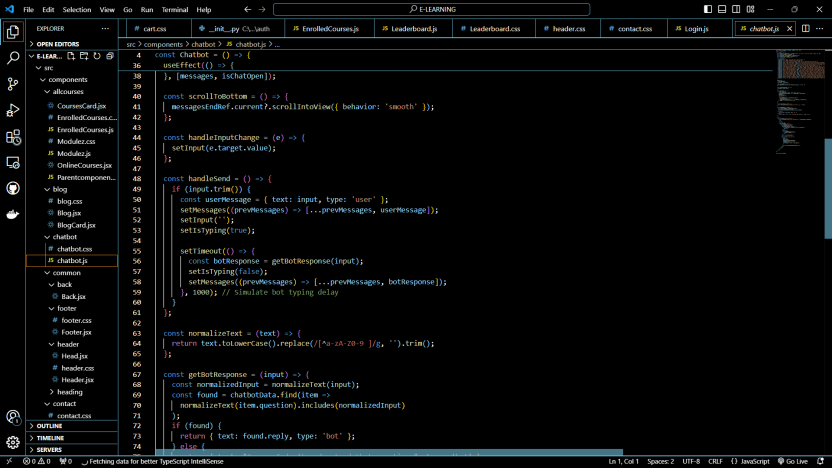 File Edit Selection View Go Run Terminal Help
E-LEARNING
EXPLORER
OPEN EDITORS
E-LEAR...
src
components
allcourses
CoursesCard.jsx
EnrolledCourses.c...
EnrolledCourses.js
Modulez.css
Modulez.js
OnlineCourses.jsx
Parentcomponen...
blog
blog.css
Blog.jsx
BlogCard.jsx
chatbot
chatbot.css
chatbot.js
common
back
Back.jsx
footer
footer.css
Footer.jsx
header
Head.jsx
header.css
Header.jsx
heading
contact
contact.css
OUTLINE
TIMELINE
SERVERS
cart.css
__init__.py C:\...\auth
EnrolledCourses.js
Leaderboard.js
Leaderboard.css
header.css
contact.css
Login.js
chatbot.js
src > components > chatbot > JS chatbot.js > ...
4 const Chatbot = () => {
36 useEffect(() => {
38 }, [messages, isChatOpen]);
39
40 const scrollToBottom = () => {
41 messagesEndRef.current?.scrollIntoView({ behavior: 'smooth' });
42 };
43
44 const handleInputChange = (e) => {
45 setInput(e.target.value);
46 };
47
48 const handleSend = () => {
49 if (input.trim()) {
50 const userMessage = { text: input, type: 'user' };
51 setMessages((prevMessages) => [...prevMessages, userMessage]);
52 setInput('');
53 setIsTyping(true);
54
55 setTimeout(() => {
56 const botResponse = getBotResponse(input);
57 setIsTyping(false);
58 setMessages((prevMessages) => [...prevMessages, botResponse]);
59 }, 1000); // Simulate bot typing delay
60 }
61 };
62
63 const normalizeText = (text) => {
64 return text.toLowerCase().replace(/[^a-zA-Z0-9 ]/g, '').trim();
65 };
66
67 const getBotResponse = (input) => {
68 const normalizedInput = normalizeText(input);
69 const found = chatbotData.find(item =>
70 normalizeText(item.question).includes(normalizedInput)
71 );
72 if (found) {
73 return { text: found.reply, type: 'bot' };
74 } else {
0 0 0 Fetching data for better TypeScript IntelliSense
Ln 1, Col 1 Spaces: 2 UTF-8 CRLF {} JavaScript Go Live